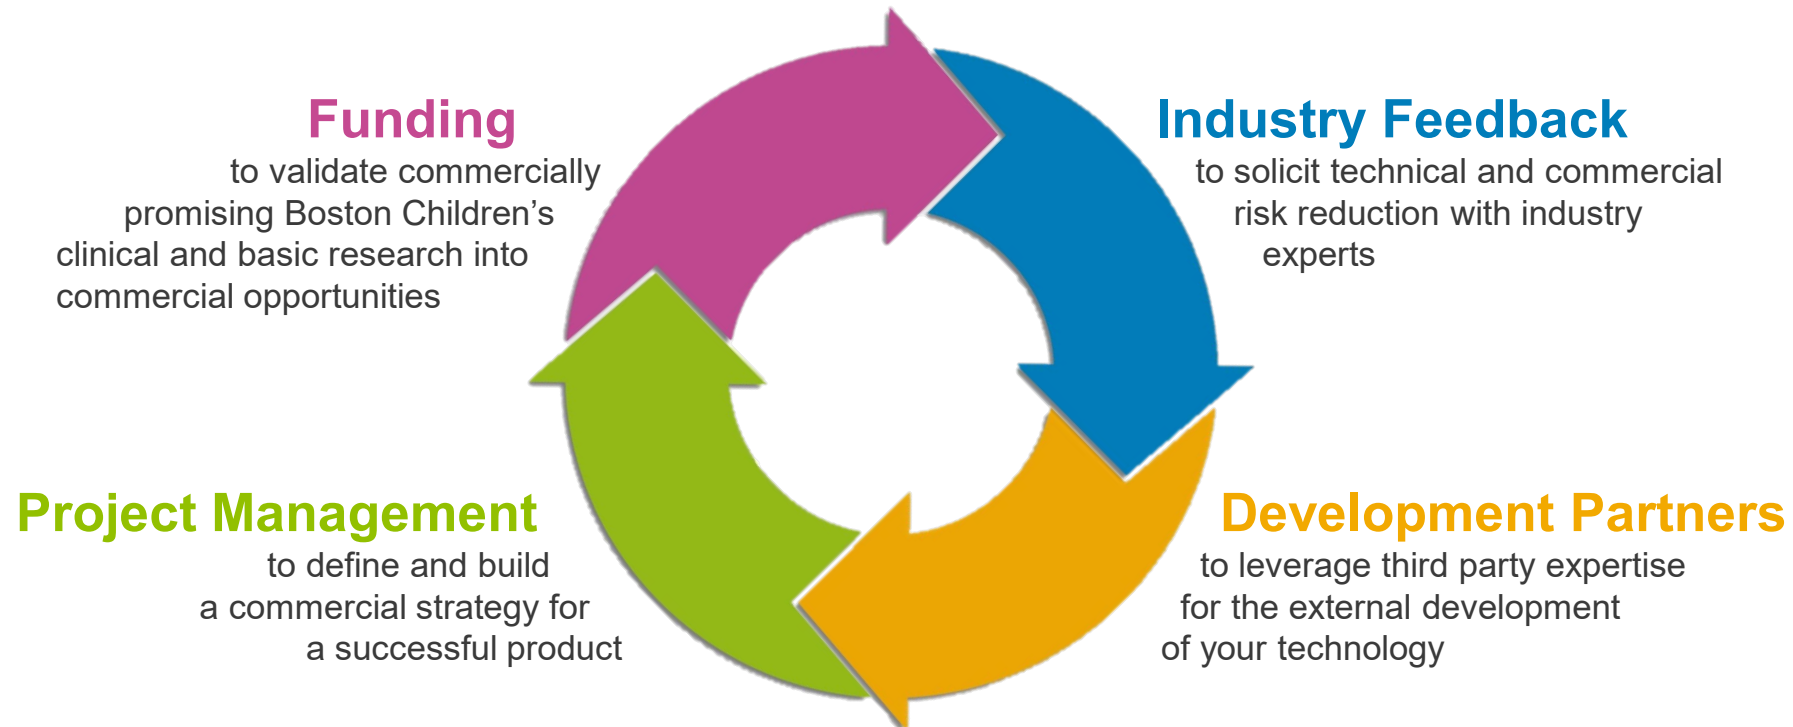 Funding
to validate commercially
promising Boston Children’s
clinical and basic research into
commercial opportunities
Industry Feedback
to solicit technical and commercial
risk reduction with industry
experts
Project Management
to define and build
a commercial strategy for
a successful product
Development Partners
to leverage third party expertise
for the external development
of your technology